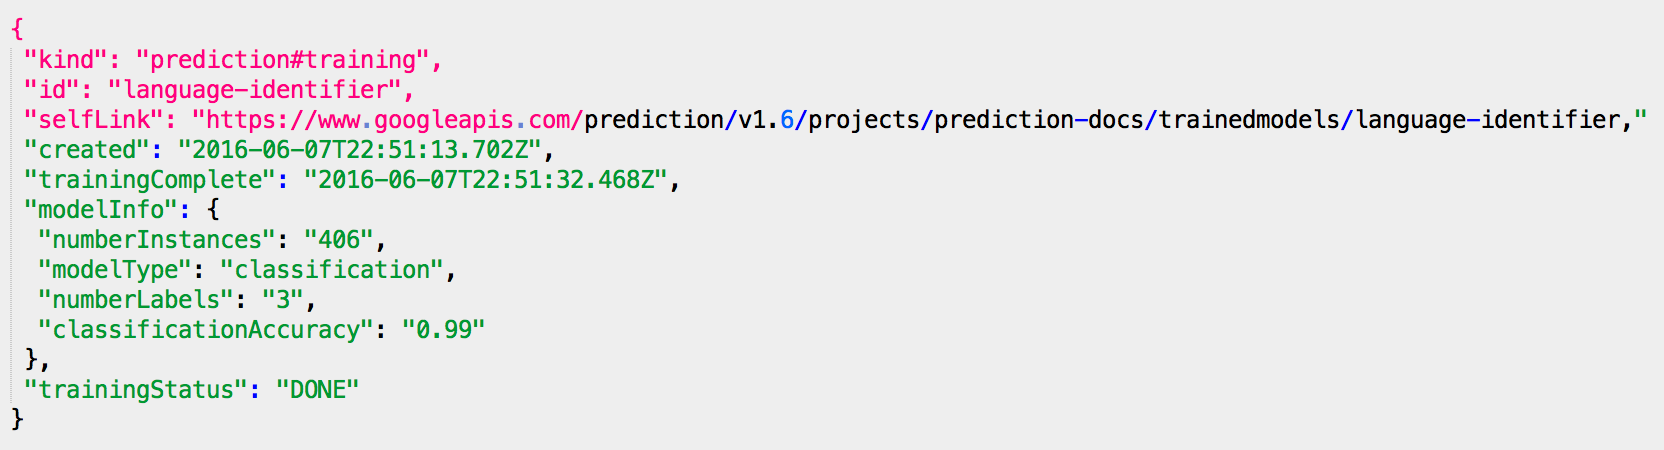 {
"kind": "prediction#training",
"id": "language-identifier",
"selfLink": "https://www.googleapis.com/prediction/v1.6/projects/prediction-docs/trainedmodels/language-identifier,"
"created": "2016-06-07T22:51:13.702Z",
"trainingComplete": "2016-06-07T22:51:32.468Z",
"modelInfo": {
"numberInstances": "406",
"modelType": "classification",
"numberLabels": "3",
"classificationAccuracy": "0.99"
},
"trainingStatus": "DONE"
}